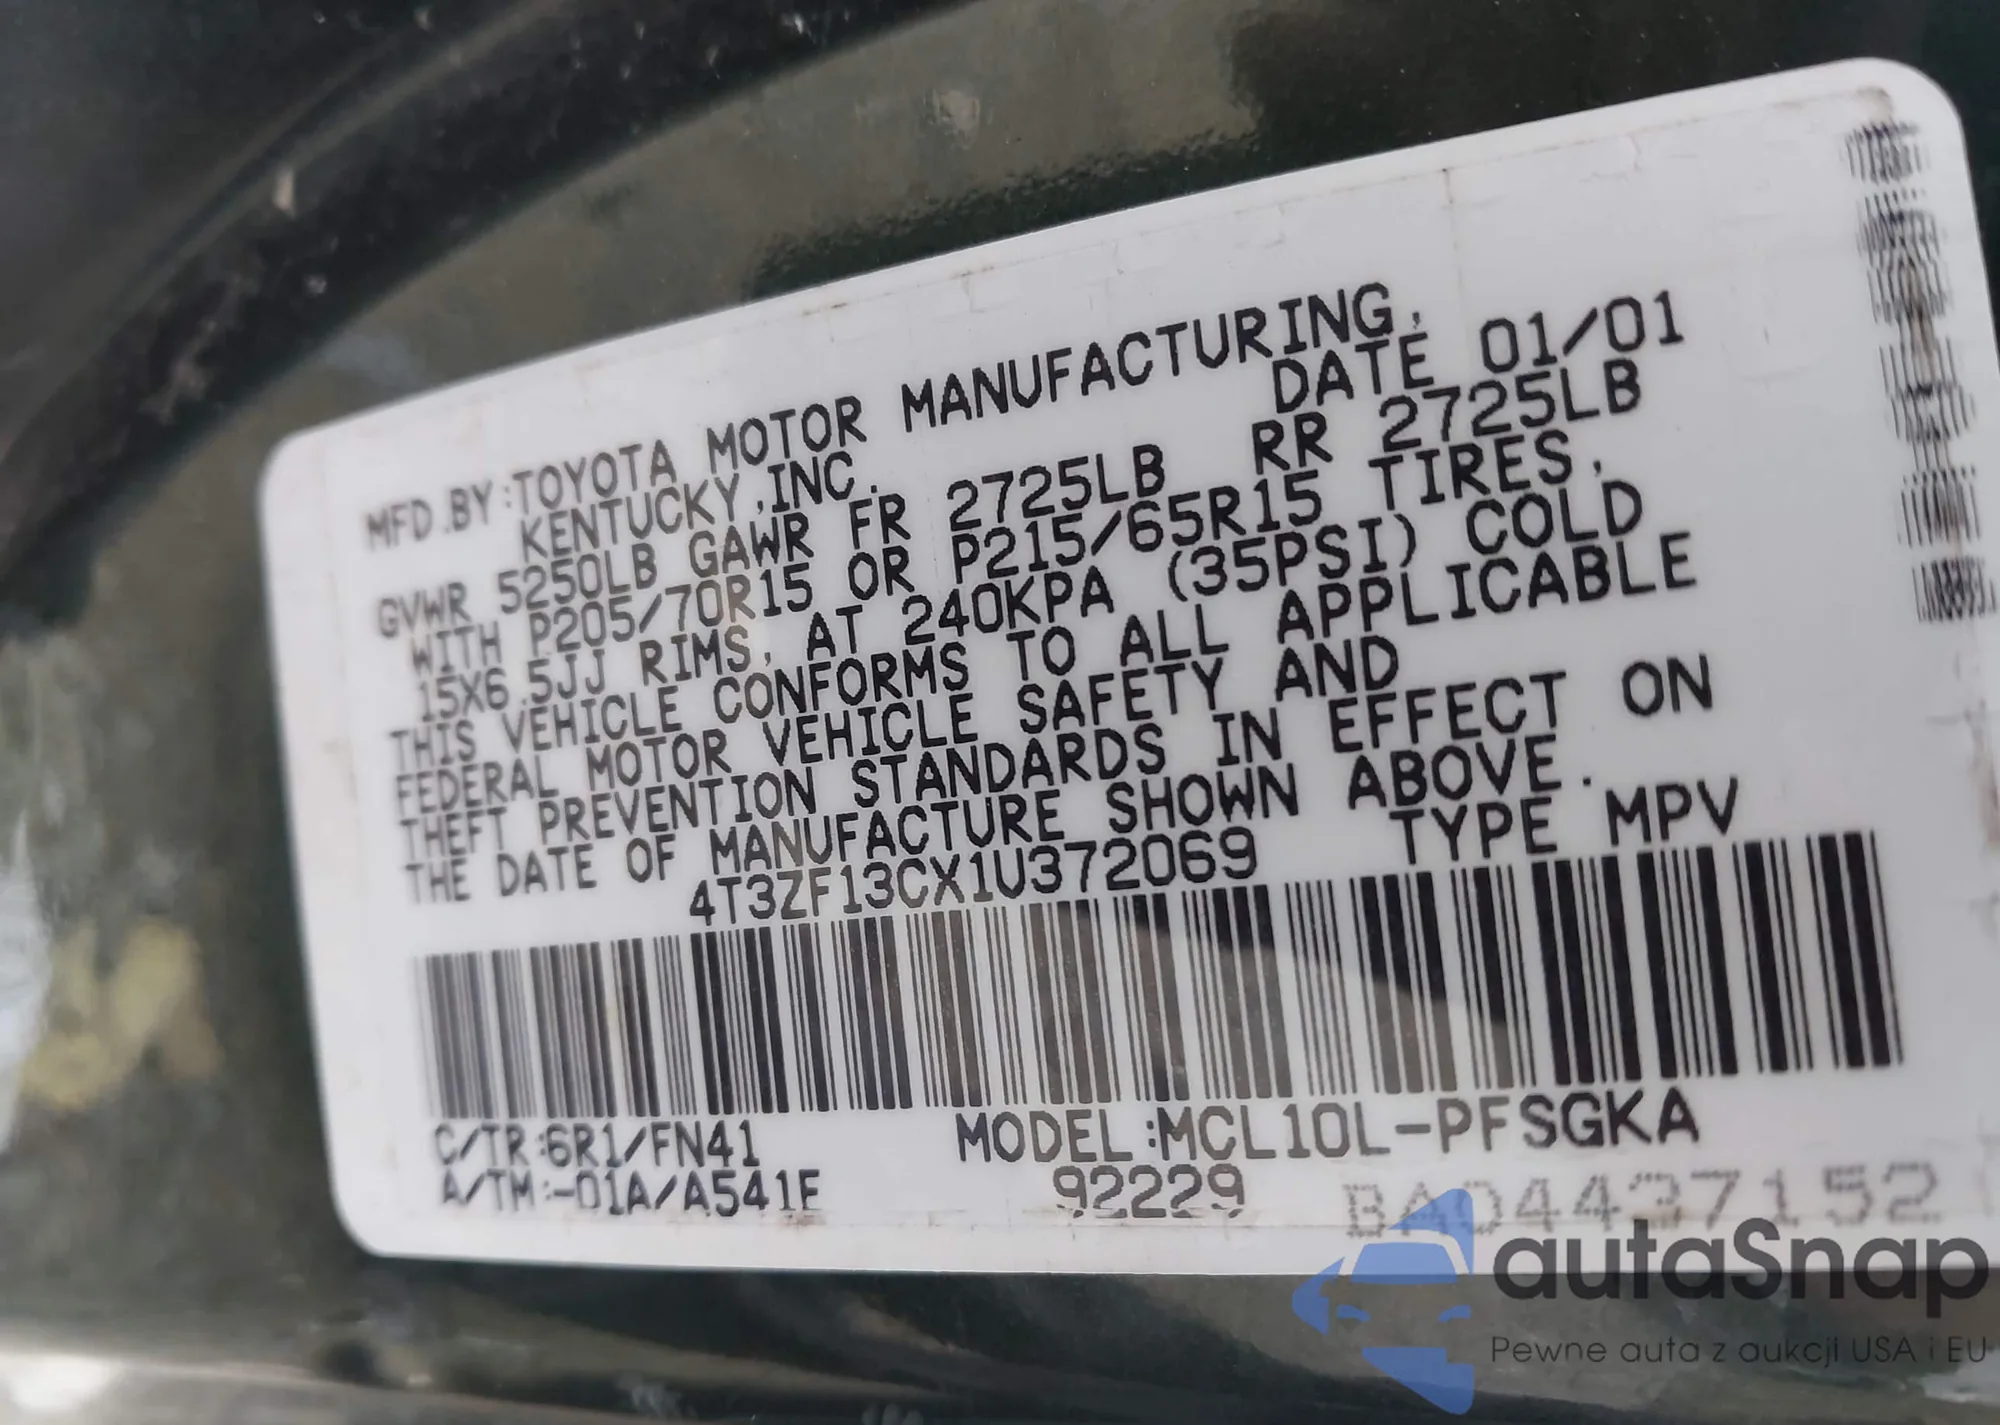 MFD.BY:TOYOTA MOTOR MANUFACTURING,
KENTUCKY,INC. DATE 01/01
GVWR 5250LB GAWR FR 2725LB RR 2725LB
WITH P205/70R15 OR P215/65R15 TIRES,
15X6.5JJ RIMS, AT 240KPA (35PSI) COLD
THIS VEHICLE CONFORMS TO ALL APPLICABLE
FEDERAL MOTOR VEHICLE SAFETY AND
THEFT PREVENTION STANDARDS IN EFFECT ON
THE DATE OF MANUFACTURE SHOWN ABOVE.
4T3ZF13CX1U372069 TYPE MPV
C/TR:6R1/FN41 MODEL:MCL10L-PFSGKA
A/TM:-01A/A541E 92229
autaSnap
Pewne auta z aukcji USA i EU